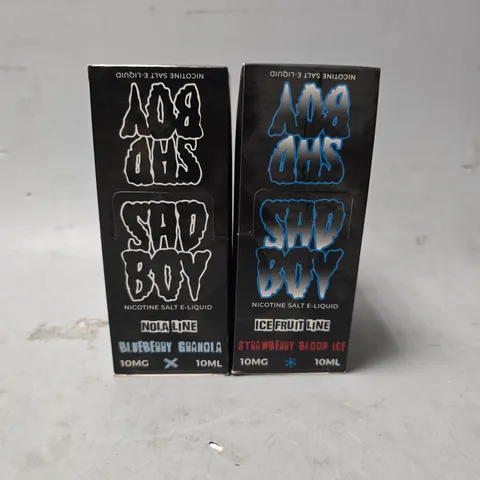 NICOTINE SALT E-LIQUID
SAD
BOY
SAD
BOY
NICOTINE SALT E-LIQUID
NOLA LINE
BLUEBERRY GRANOLA
10MG X 10ML
NICOTINE SALT E-LIQUID
SAD
BOY
SAD
BOY
NICOTINE SALT E-LIQUID
ICE FRUIT LINE
STRAWBERRY BLOOD ICE
10MG * 10ML